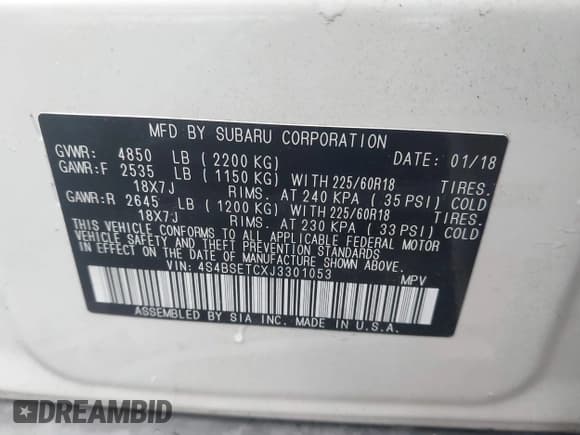 MFD BY SUBARU CORPORATION
GVWR: 4850 LB (2200 KG) DATE: 01/18
GAWR:F 2535 LB (1150 KG) WITH 225/60R18 TIRES.
18X7J RIMS. AT 240 KPA (35 PSI) COLD
GAWR:R 2645 LB (1200 KG) WITH 225/60R18 TIRES.
18X7J RIMS. AT 230 KPA (33 PSI) COLD
THIS VEHICLE CONFORMS TO ALL APPLICABLE FEDERAL MOTOR
VEHICLE SAFETY AND THEFT PREVENTION STANDARDS
IN EFFECT ON THE DATE OF MANUFACTURE SHOWN ABOVE.
VIN: 4S4BSETCXJ3301053 MPV
ASSEMBLED BY SIA INC. MADE IN U.S.A.
DREAMBID